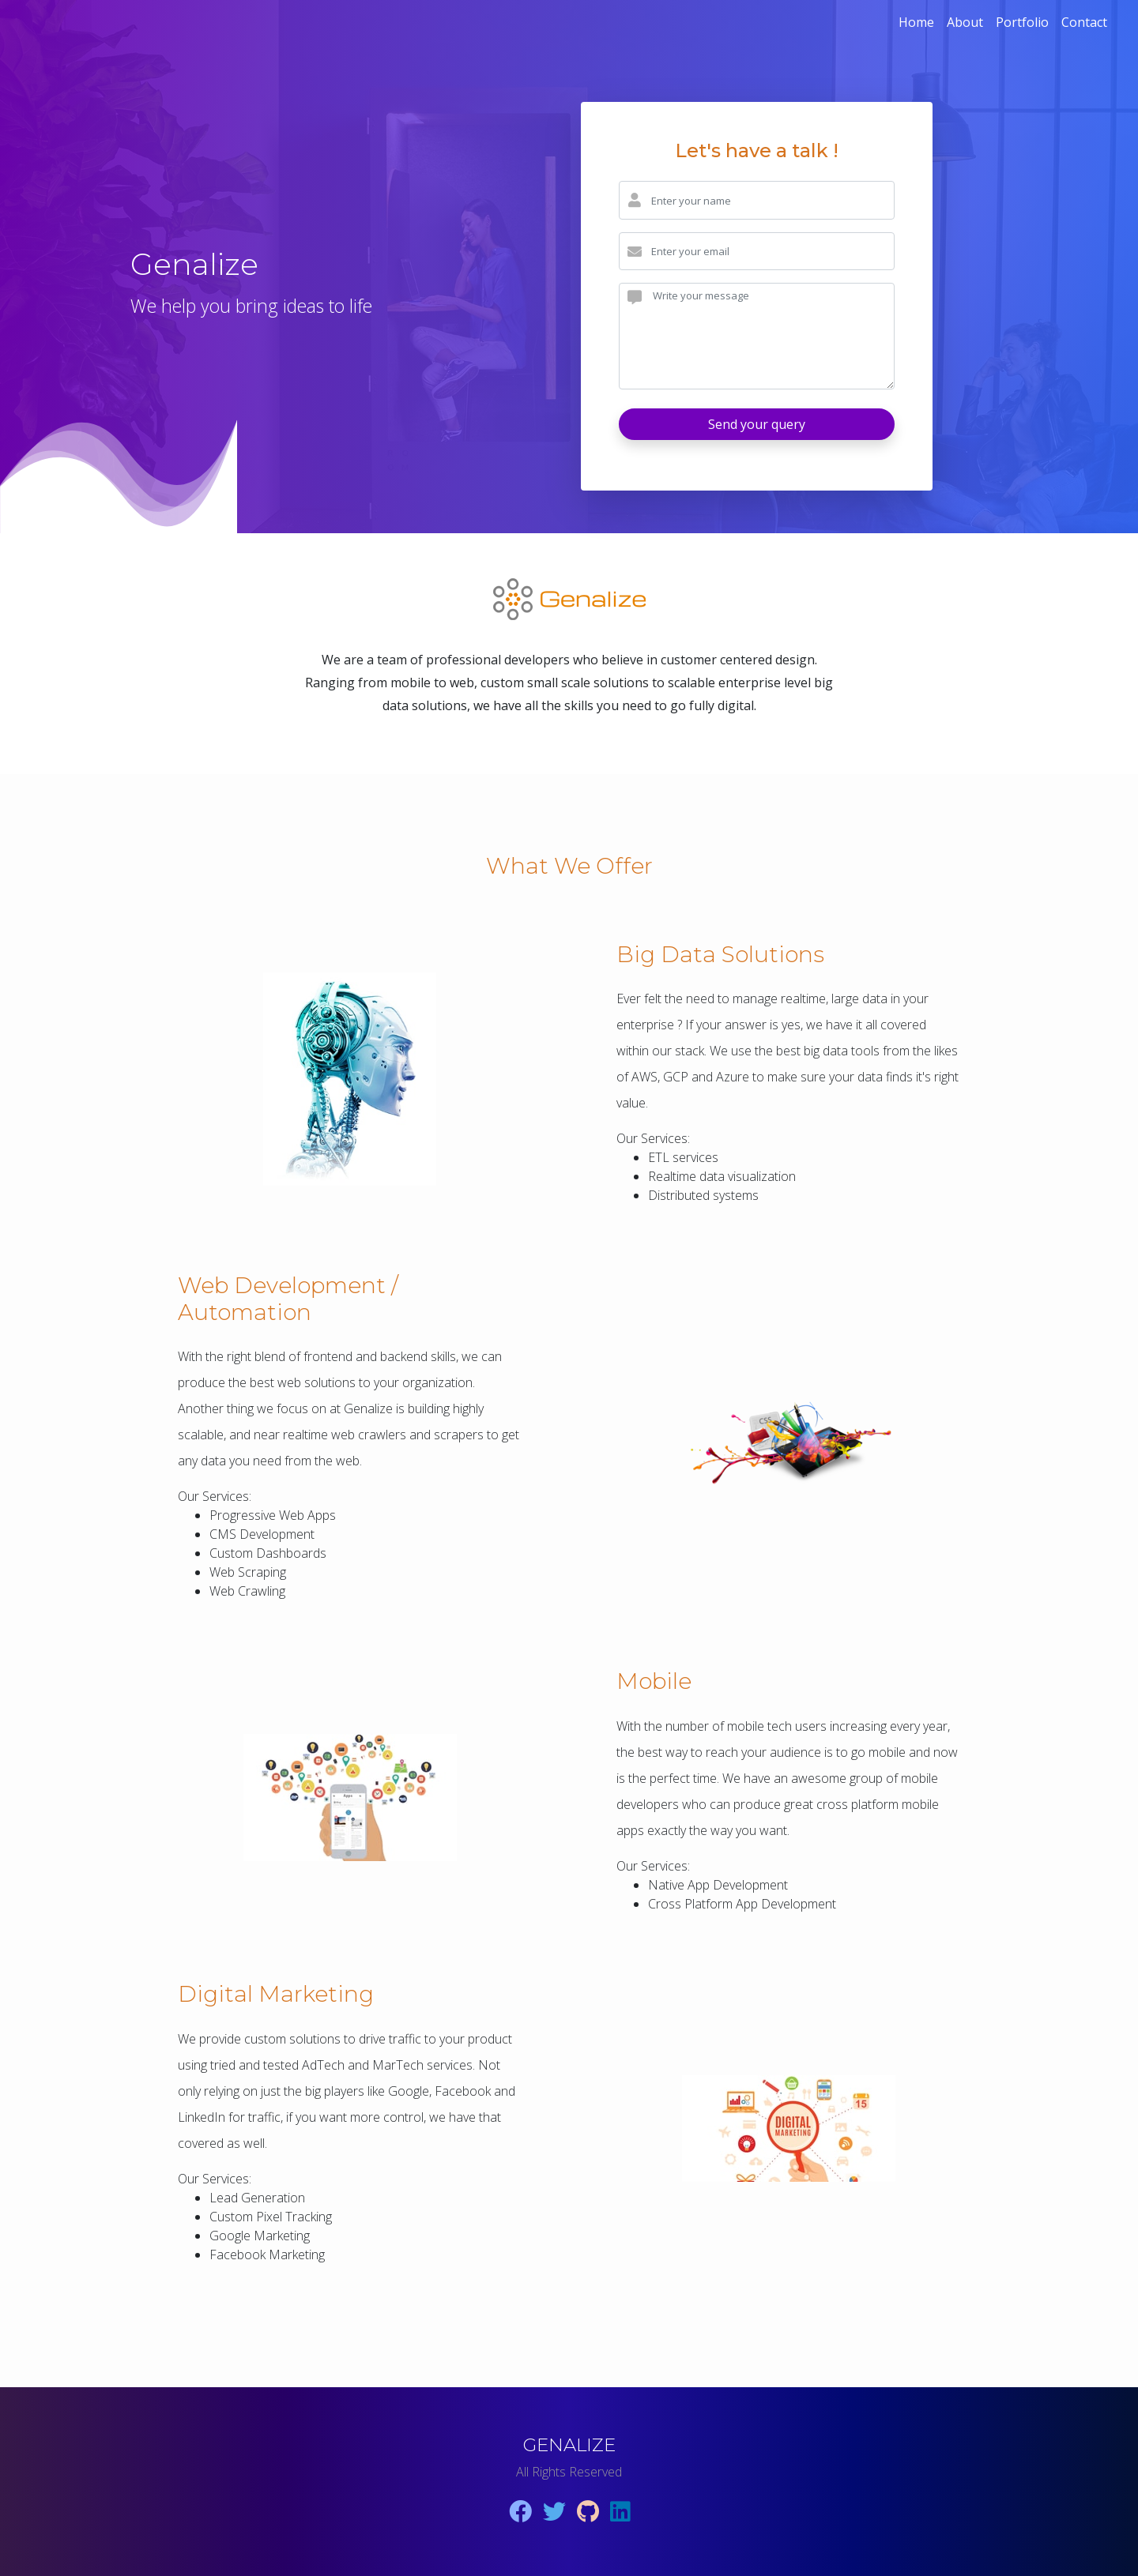 Home About Portfolio Contact
Let's have a talk !
Enter your name
Enter your email
Write your message
Send your query
Genalize
We help you bring ideas to life
Genalize
We are a team of professional developers who believe in customer centered design.
Ranging from mobile to web, custom small scale solutions to scalable enterprise level big
data solutions, we have all the skills you need to go fully digital.
What We Offer
Big Data Solutions
Ever felt the need to manage realtime, large data in your
enterprise ? If your answer is yes, we have it all covered
within our stack. We use the best big data tools from the likes
of AWS, GCP and Azure to make sure your data finds it's right
value.
Our Services:
ETL services
Realtime data visualization
Distributed systems
Web Development /
Automation
With the right blend of frontend and backend skills, we can
produce the best web solutions to your organization.
Another thing we focus on at Genalize is building highly
scalable, and near realtime web crawlers and scrapers to get
any data you need from the web.
Our Services:
Progressive Web Apps
CMS Development
Custom Dashboards
Web Scraping
Web Crawling
CSS
Mobile
With the number of mobile tech users increasing every year,
the best way to reach your audience is to go mobile and now
is the perfect time. We have an awesome group of mobile
developers who can produce great cross platform mobile
apps exactly the way you want.
Our Services:
Native App Development
Cross Platform App Development
Digital Marketing
We provide custom solutions to drive traffic to your product
using tried and tested AdTech and MarTech services. Not
only relying on just the big players like Google, Facebook and
LinkedIn for traffic, if you want more control, we have that
covered as well.
Our Services:
Lead Generation
Custom Pixel Tracking
Google Marketing
Facebook Marketing
15
DIGITAL
MARKETING
GENALIZE
All Rights Reserved